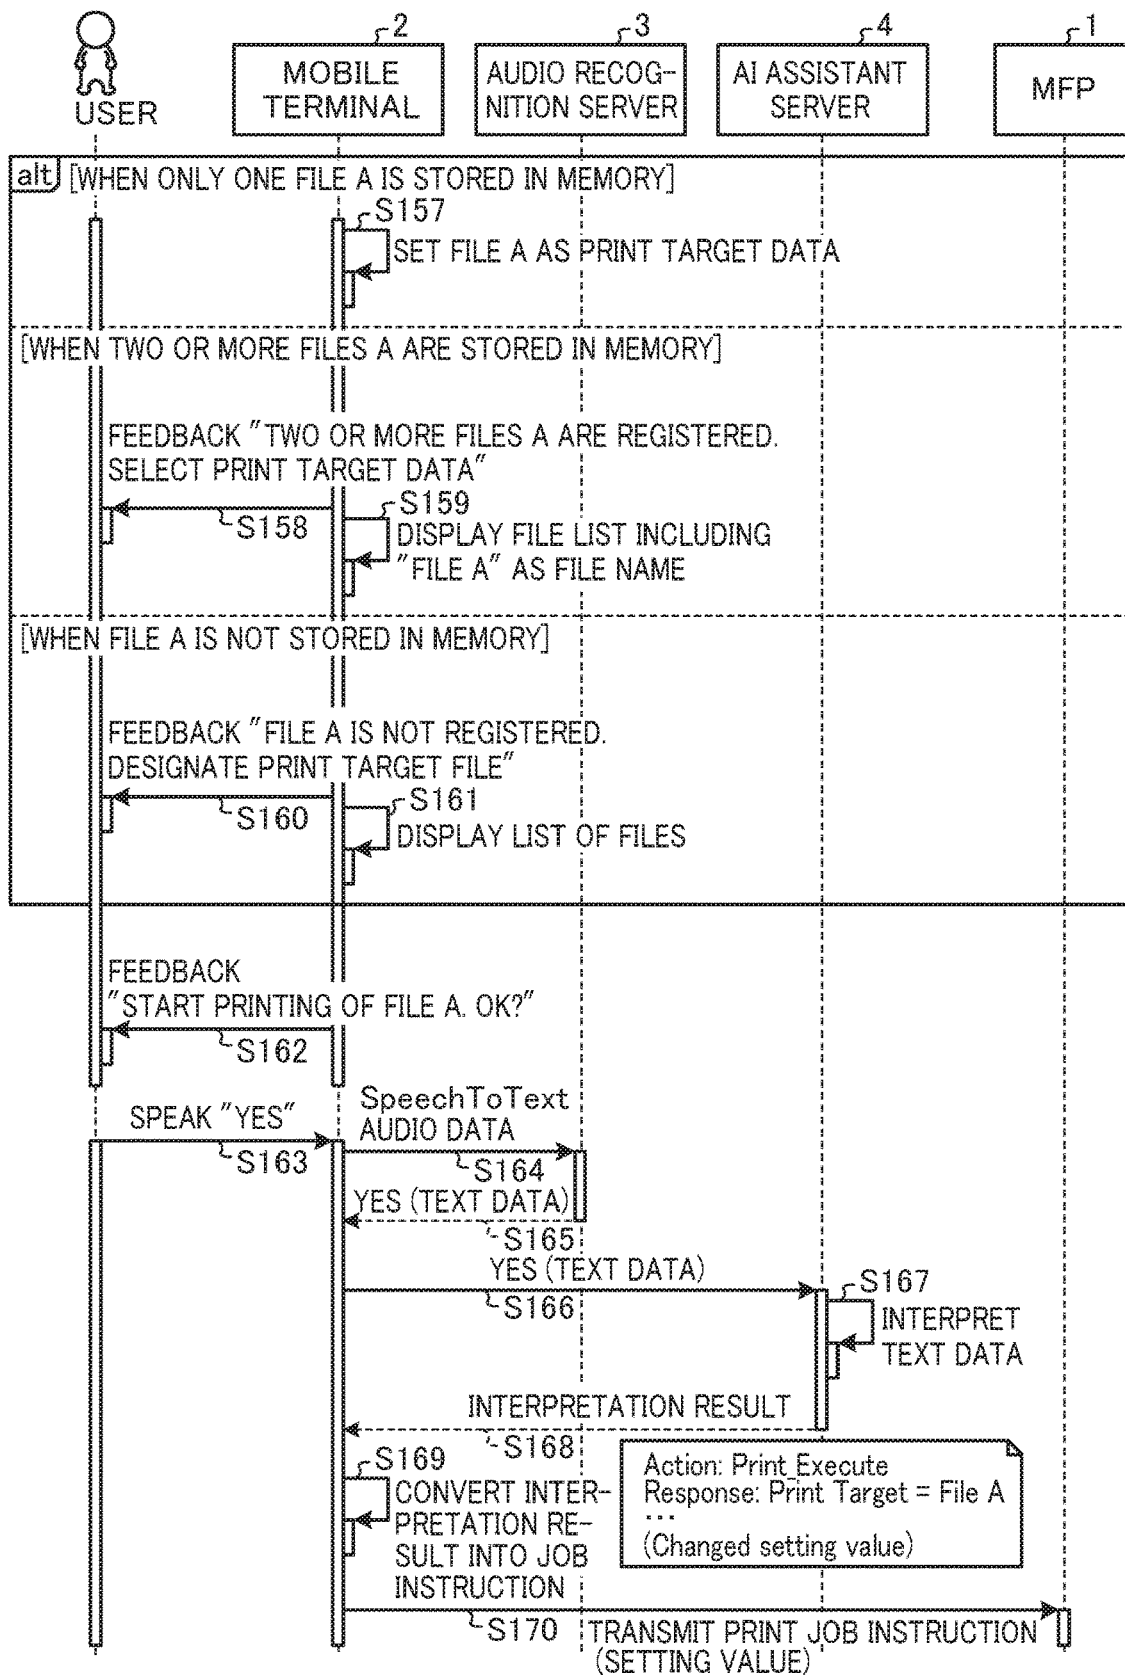 2
3
4
1
USER
MOBILE
TERMINAL
AUDIO RECOG-
NITION SERVER
AI ASSISTANT
SERVER
MFP
alt [WHEN ONLY ONE FILE A IS STORED IN MEMORY]
S157
SET FILE A AS PRINT TARGET DATA
[WHEN TWO OR MORE FILES A ARE STORED IN MEMORY]
FEEDBACK "TWO OR MORE FILES A ARE REGISTERED.
SELECT PRINT TARGET DATA"
S158
S159
DISPLAY FILE LIST INCLUDING
"FILE A" AS FILE NAME
[WHEN FILE A IS NOT STORED IN MEMORY]
FEEDBACK "FILE A IS NOT REGISTERED.
DESIGNATE PRINT TARGET FILE"
S160
S161
DISPLAY LIST OF FILES
FEEDBACK
"START PRINTING OF FILE A. OK?"
S162
SPEAK "YES"
S163
SpeechToText
AUDIO DATA
S164
YES (TEXT DATA)
S165
YES (TEXT DATA)
S166
S167
INTERPRET
TEXT DATA
INTERPRETATION RESULT
S168
S169
CONVERT INTER-
PRETATION RE-
SULT INTO JOB
INSTRUCTION
Action: Print_Execute
Response: Print Target = File A
...
(Changed setting value)
S170
TRANSMIT PRINT JOB INSTRUCTION
(SETTING VALUE)